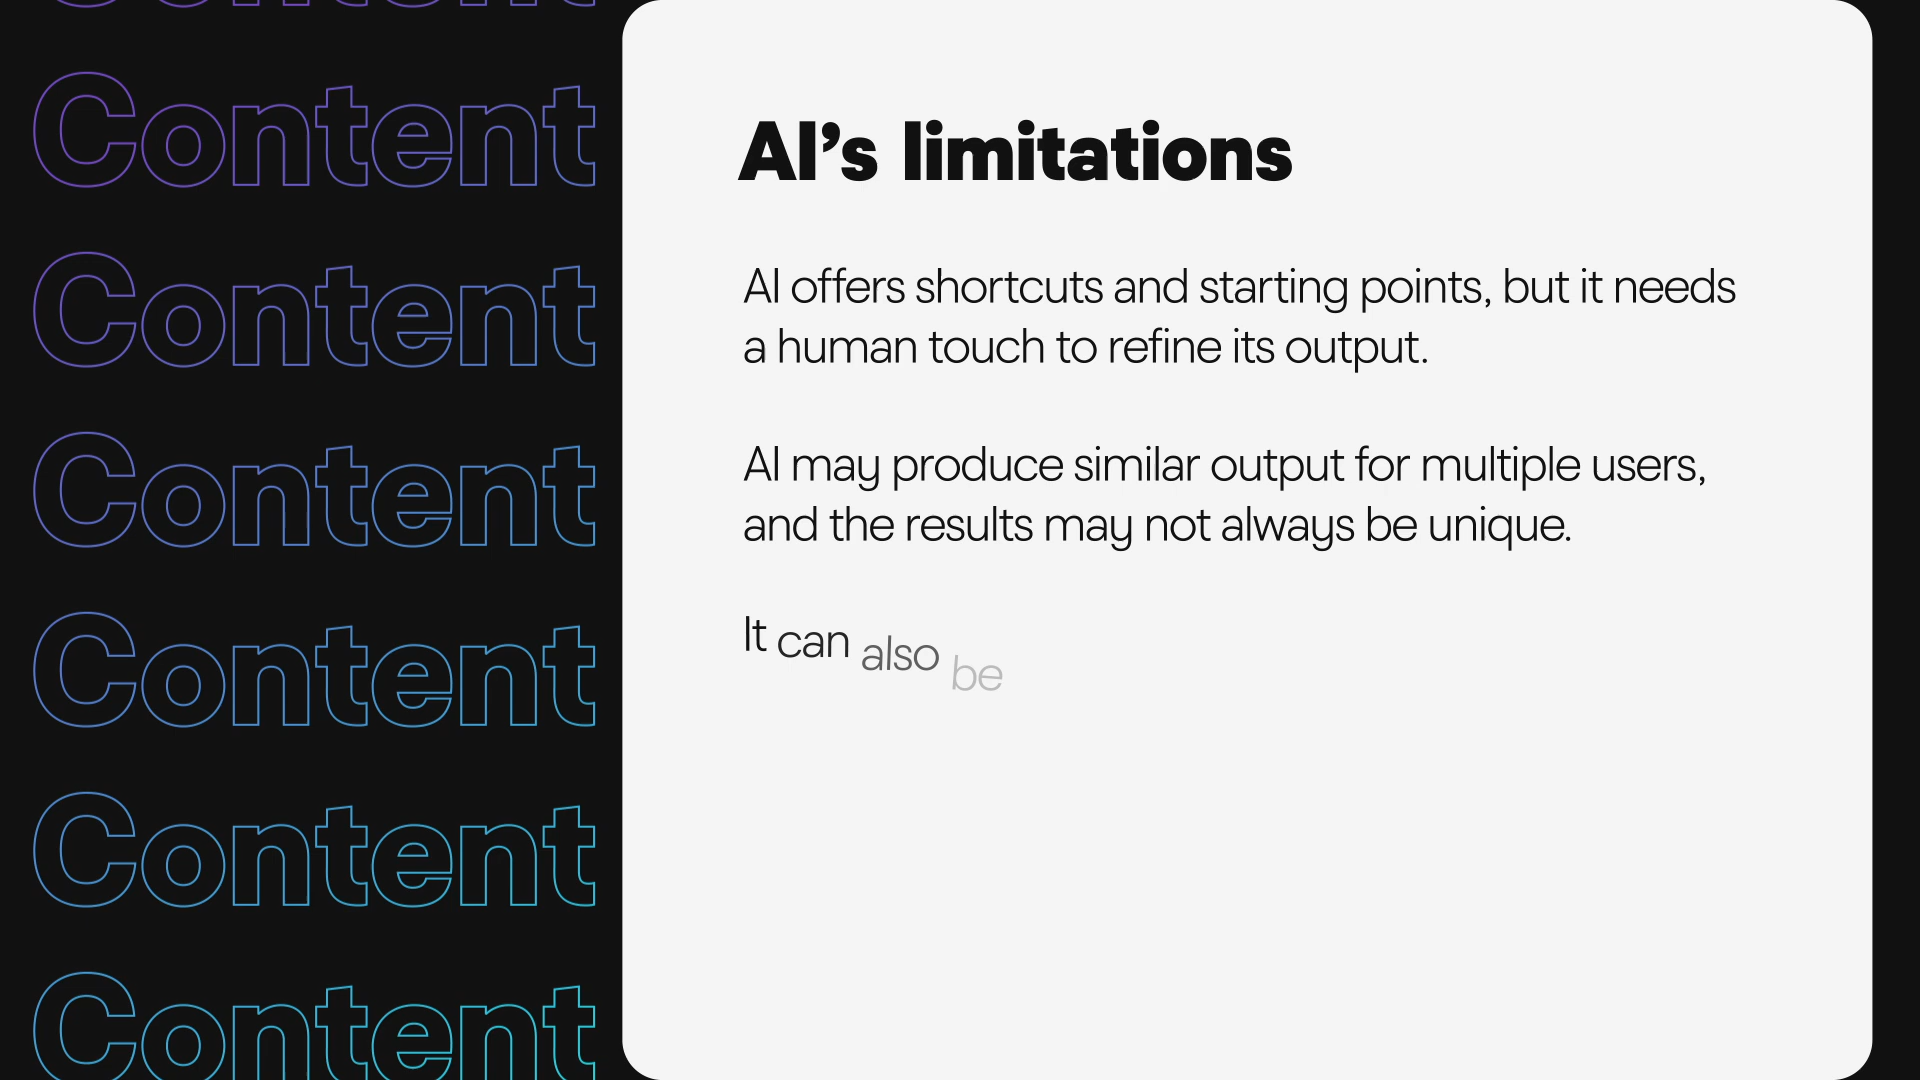 Content
Content
Content
Content
Content
Content
Content
AI’s limitations
AI offers shortcuts and starting points, but it needs
a human touch to refine its output.
AI may produce similar output for multiple users,
and the results may not always be unique.
It can also be